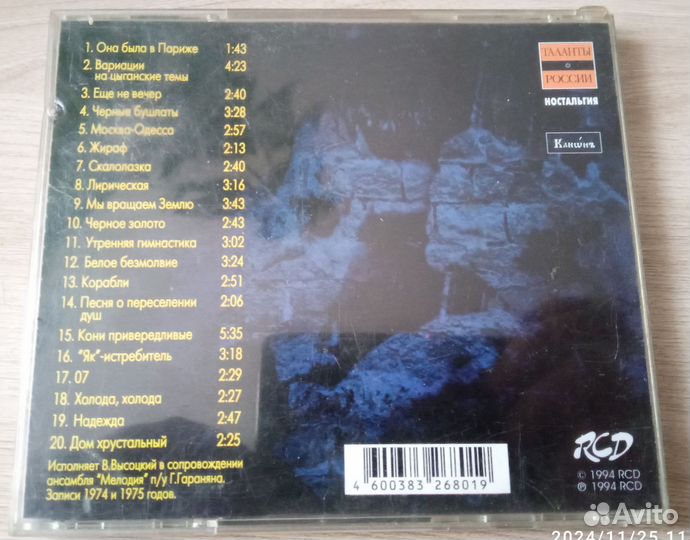 1. Она была в Париже 1:43
2. Вариации
на цыганские темы 4:23
3. Еще не вечер 2:40
4. Черные бушлаты 3:28
5. Москва-Одесса 2:57
6. Жираф 2:13
7. Скалолазка 2:40
8. Лирическая 3:16
9. Мы вращаем Землю 3:43
10. Черное золото 2:43
11. Утренняя гимнастика 3:02
12. Белое безмолвие 3:24
13. Корабли 2:51
14. Песня о переселении 2:06
душ
15. Кони привередливые 5:35
16. "Як"-истребитель 3:18
17. 07 2:29
18. Холода, холода 2:27
19. Надежда 2:47
20. Дом хрустальный 2:25
Исполняет В.Высоцкий в сопровождении
ансамбля "Мелодия" п/у Г.Гараняна.
Записи 1974 и 1975 годов.
ТАЛАНТЫ
О
РОССИИ
НОСТАЛЬГИЯ
Канонъ
4 600383 268019
RCD
© 1994 RCD
℗ 1994 RCD
Avito
2024/11/25 11